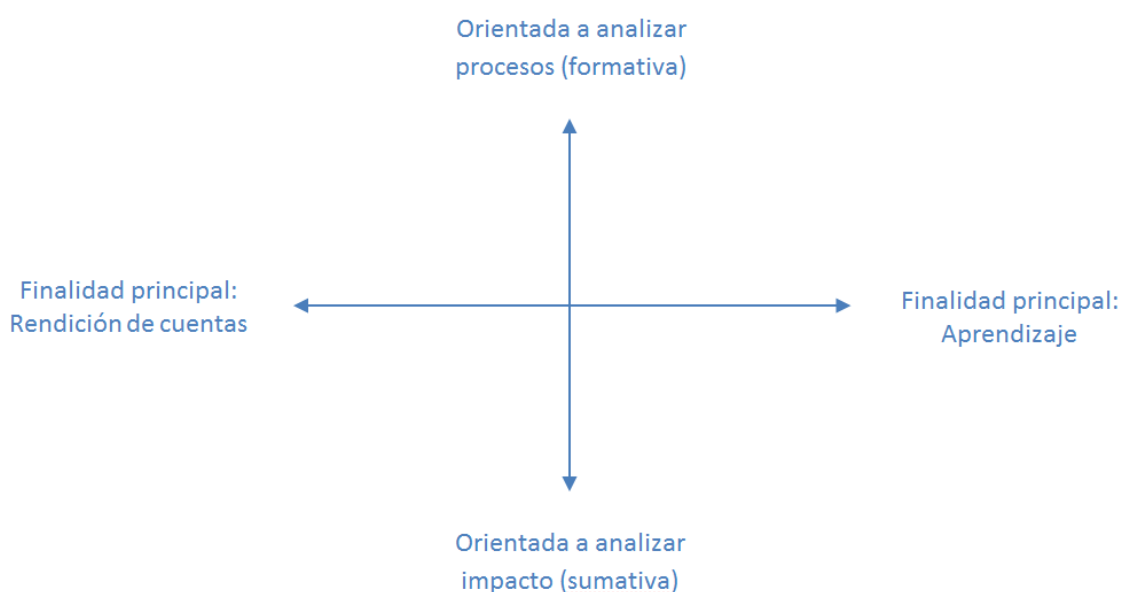 Orientada a analizar
procesos (formativa)
Finalidad principal:
Rendición de cuentas
Finalidad principal:
Aprendizaje
Orientada a analizar
impacto (sumativa)